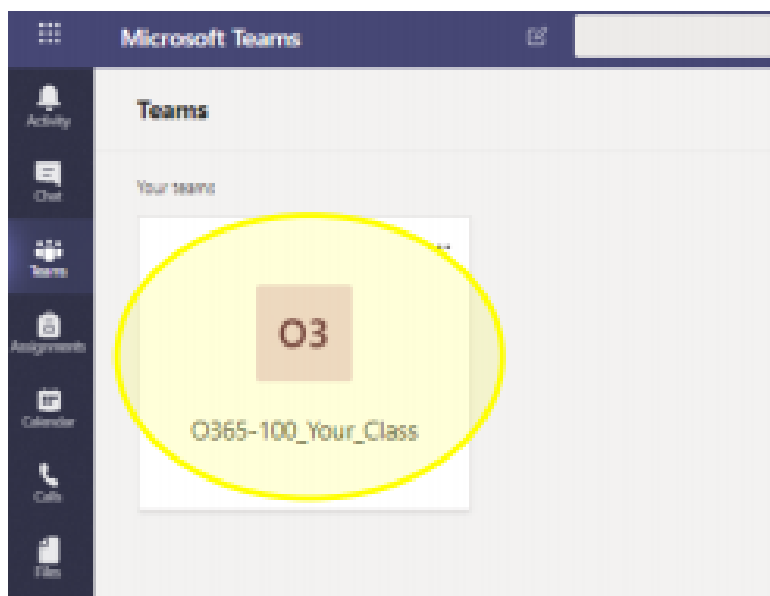 Microsoft Teams
Activity
Chat
Teams
Assignments
Calendar
Calls
Files
Teams
Your teams
O3
O365-100_Your_Class